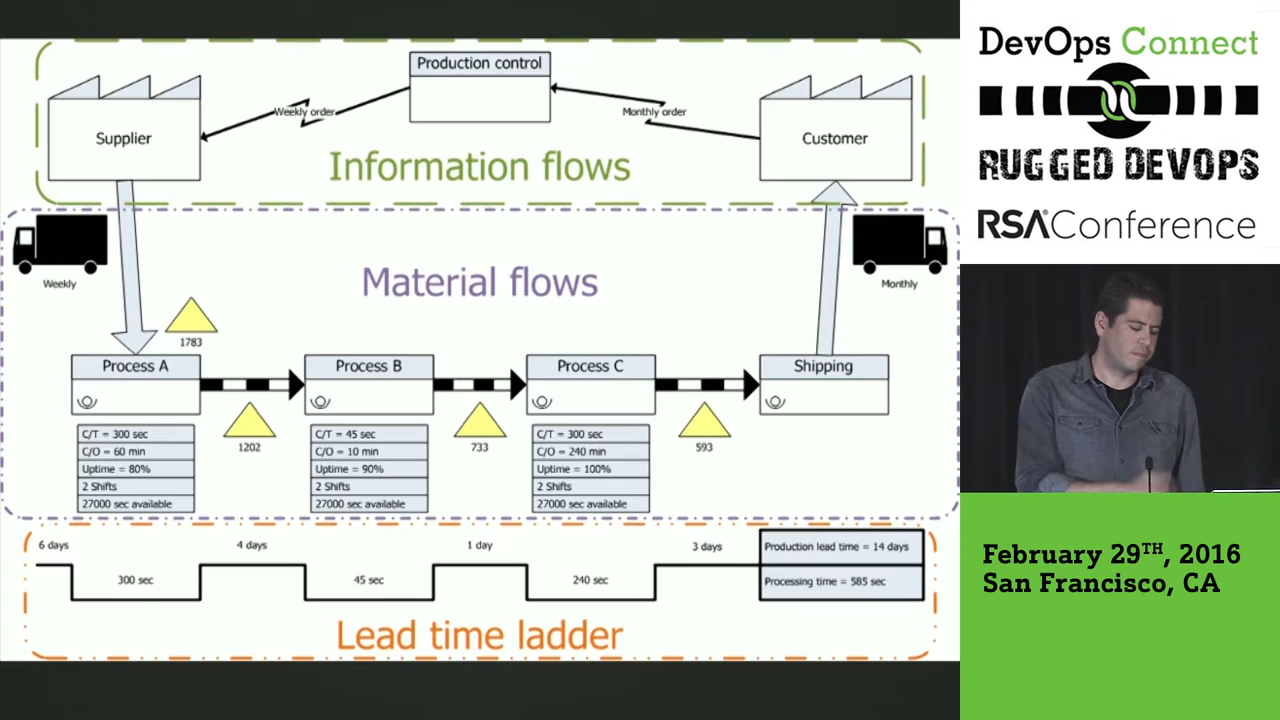 Production control
Supplier
Weekly order
Monthly order
Customer
Information flows
Weekly
Material flows
Monthly
1783
Process A
Process B
Process C
Shipping
1202
733
593
C/T = 300 sec
C/O = 60 min
Uptime = 80%
2 Shifts
27000 sec available
C/T = 45 sec
C/O = 10 min
Uptime = 90%
2 Shifts
27000 sec available
C/T = 300 sec
C/O = 240 min
Uptime = 100%
2 Shifts
27000 sec available
6 days
4 days
1 day
3 days
300 sec
45 sec
240 sec
Production lead time = 14 days
Processing time = 585 sec
Lead time ladder
DevOps Connect
RUGGED DEVOPS
RSA Conference
February 29TH, 2016
San Francisco, CA